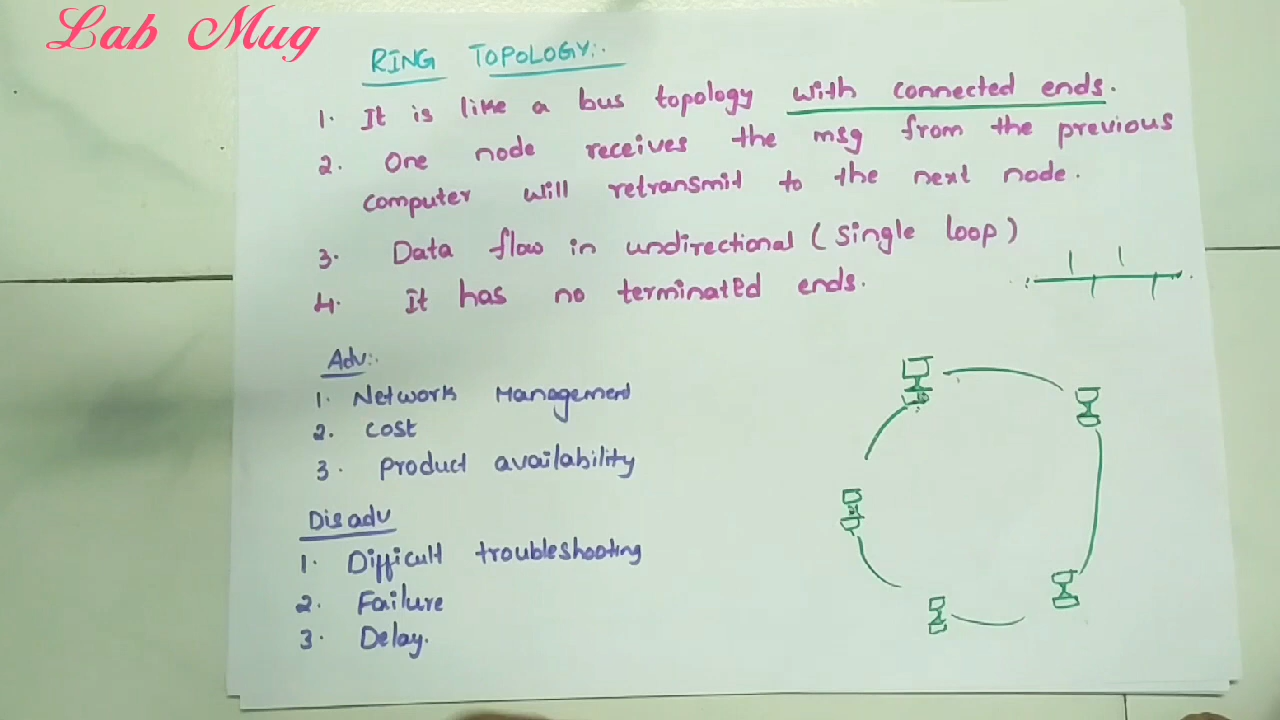 Lab Mug
RING TOPOLOGY:.
1. It is like a bus topology with connected ends.
2. One node receives the msg from the previous
computer will retransmit to the next node.
3. Data flow in undirectional (single loop)
4. It has no terminated ends.
Adv:.
1. Network Management
2. Cost
3. Product availability
Disadv
1. Difficult troubleshooting
2. Failure
3. Delay.